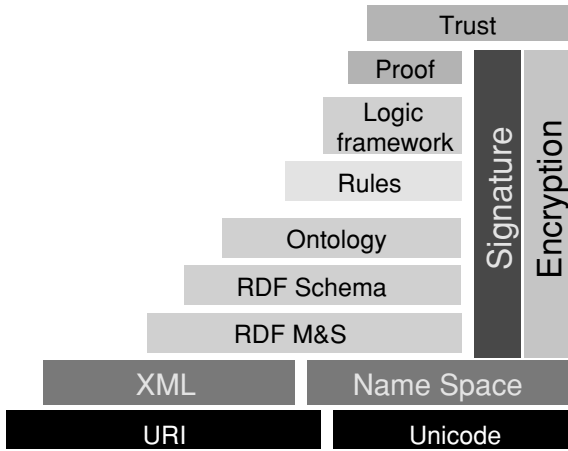 Trust
Proof
Logic
framework
Rules
Ontology
RDF Schema
RDF M&S
Signature
Encryption
XML
Name Space
URI
Unicode